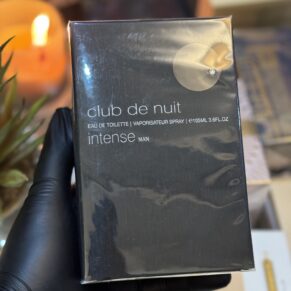 club de nuit
EAU DE TOILETTE | VAPORISATEUR SPRAY | ℮105ML 3.6FL.OZ
intense MAN